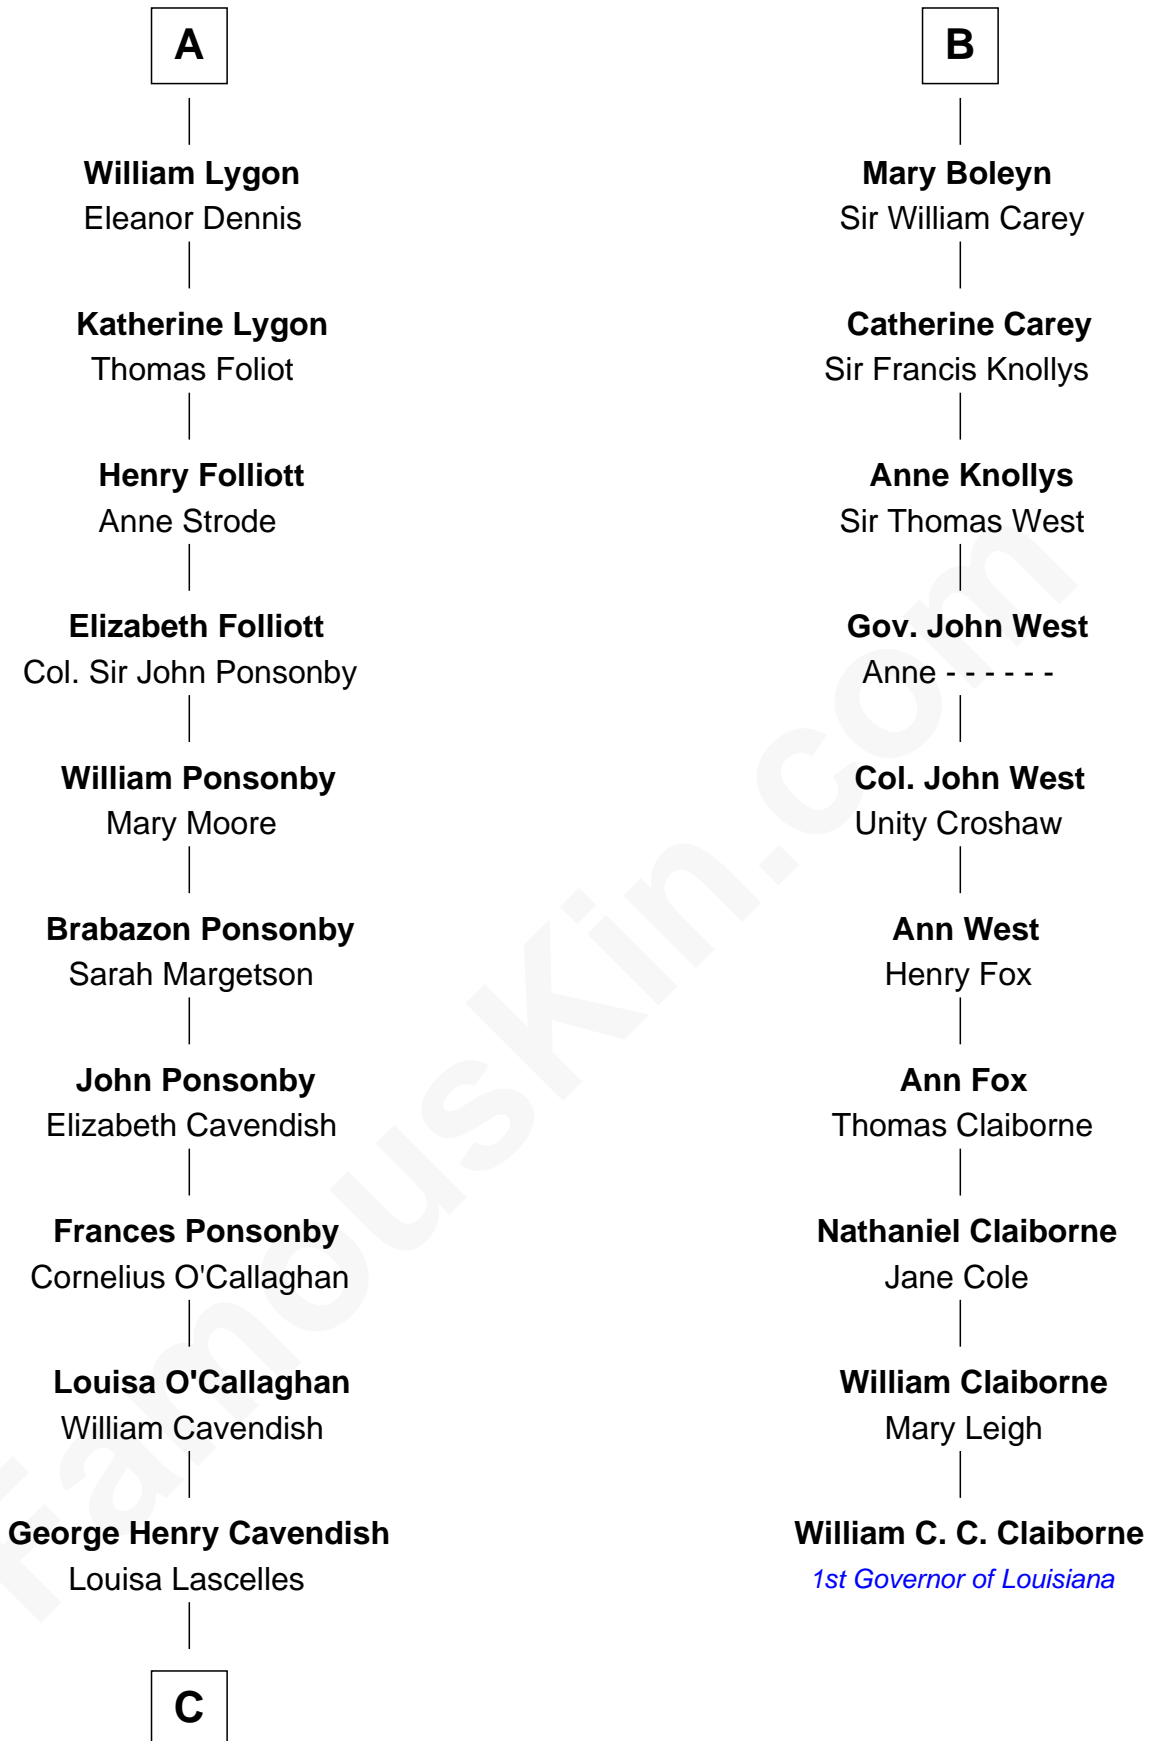 A
William Lygon
Eleanor Dennis
Katherine Lygon
Thomas Foliot
Henry Folliott
Anne Strode
Elizabeth Folliott
Col. Sir John Ponsonby
William Ponsonby
Mary Moore
Brabazon Ponsonby
Sarah Margetson
John Ponsonby
Elizabeth Cavendish
Frances Ponsonby
Cornelius O'Callaghan
Louisa O'Callaghan
William Cavendish
George Henry Cavendish
Louisa Lascelles
C
B
Mary Boleyn
Sir William Carey
Catherine Carey
Sir Francis Knollys
Anne Knollys
Sir Thomas West
Gov. John West
Anne - - - - - -
Col. John West
Unity Croshaw
Ann West
Henry Fox
Ann Fox
Thomas Claiborne
Nathaniel Claiborne
Jane Cole
William Claiborne
Mary Leigh
William C. C. Claiborne
1st Governor of Louisiana
FamousKin.com